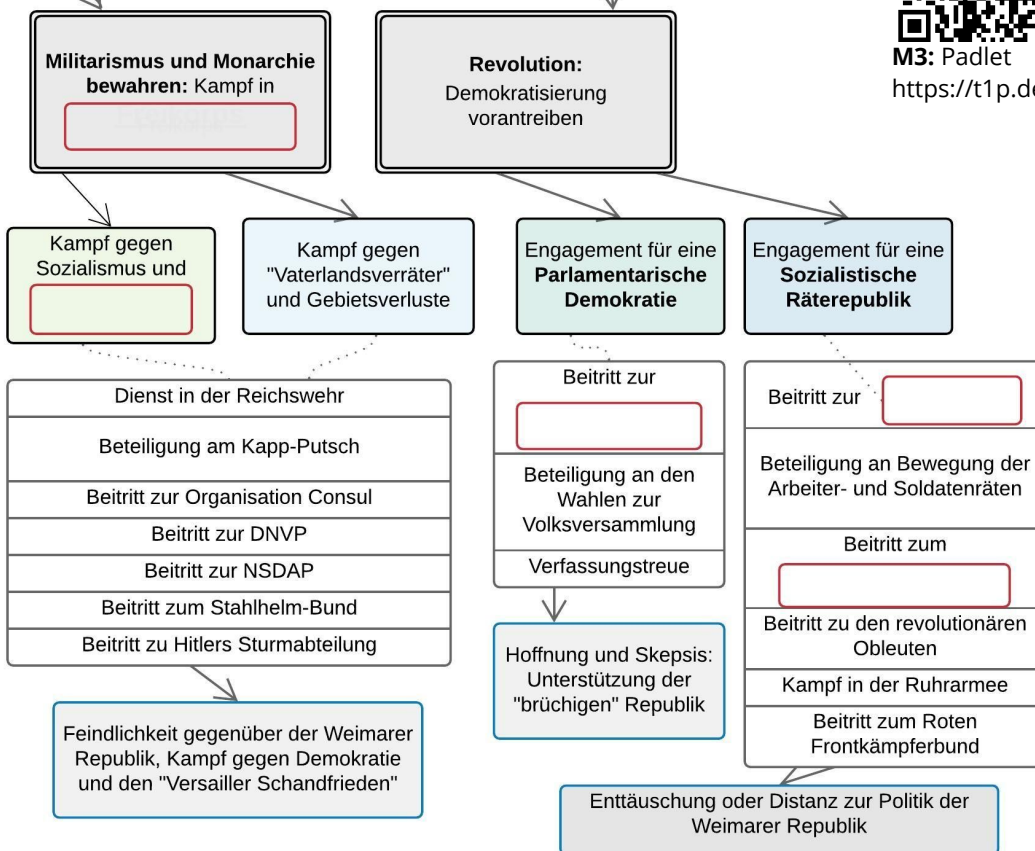 M3: Padlet
https://t1p.de
Militarismus und Monarchie
bewahren: Kampf in
Revolution:
Demokratisierung
vorantreiben
Kampf gegen
Sozialismus und
Kampf gegen
"Vaterlandsverräter"
und Gebietsverluste
Engagement für eine
Parlamentarische
Demokratie
Engagement für eine
Sozialistische
Räterepublik
Dienst in der Reichswehr
Beteiligung am Kapp-Putsch
Beitritt zur Organisation Consul
Beitritt zur DNVP
Beitritt zur NSDAP
Beitritt zum Stahlhelm-Bund
Beitritt zu Hitlers Sturmabteilung
Beitritt zur
Beteiligung an den
Wahlen zur
Volksversammlung
Verfassungstreue
Beitritt zur
Beteiligung an Bewegung der
Arbeiter- und Soldatenräten
Beitritt zum
Beitritt zu den revolutionären
Obleuten
Kampf in der Ruhrarmee
Beitritt zum Roten
Frontkämpferbund
Feindlichkeit gegenüber der Weimarer
Republik, Kampf gegen Demokratie
und den "Versailler Schandfrieden"
Hoffnung und Skepsis:
Unterstützung der
"brüchigen" Republik
Enttäuschung oder Distanz zur Politik der
Weimarer Republik